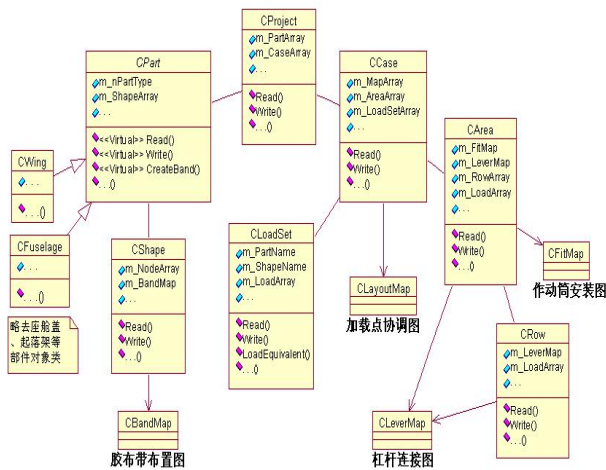 CProject
m_PartArray
m_CaseArray
...
Read()
Write()
...()
CPart
m_nPartType
m_ShapeArray
...
<<Virtual>> Read()
<<Virtual>> Write()
<<Virtual>> CreateBand()
...()
CCase
m_MapArray
m_AreaArray
m_LoadSetArray
...
Read()
Write()
...()
CArea
m_FitMap
m_LeverMap
m_RowArray
m_LoadArray
...
Read()
Write()
...()
CWing
...
...()
CFuselage
...
...()
略去座舱盖
、起落架等
部件对象类
CShape
m_NodeArray
m_BandMap
...
Read()
Write()
...()
CLoadSet
m_PartName
m_ShapeName
m_LoadArray
...
Read()
Write()
LoadEquivalent()
...()
CLayoutMap
加载点协调图
CFitMap
作动筒安装图
CRow
m_LeverMap
m_LoadArray
...
Read()
Write()
...()
CBandMap
胶布带布置图
CLeverMap
杠杆连接图